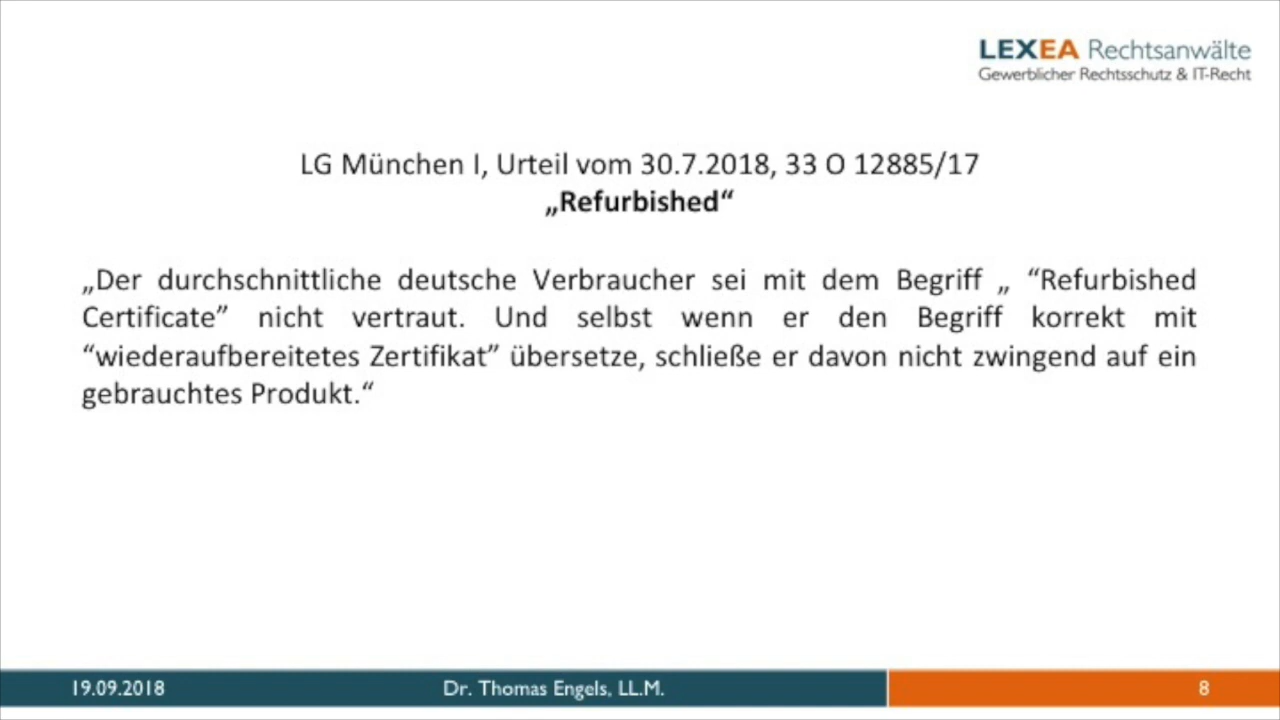 LEXEA Rechtsanwälte
Gewerblicher Rechtsschutz & IT-Recht
LG München I, Urteil vom 30.7.2018, 33 O 12885/17
„Refurbished“
„Der durchschnittliche deutsche Verbraucher sei mit dem Begriff „ “Refurbished
Certificate” nicht vertraut. Und selbst wenn er den Begriff korrekt mit
“wiederaufbereitetes Zertifikat” übersetze, schließe er davon nicht zwingend auf ein
gebrauchtes Produkt.“
19.09.2018 Dr. Thomas Engels, LL.M. 8